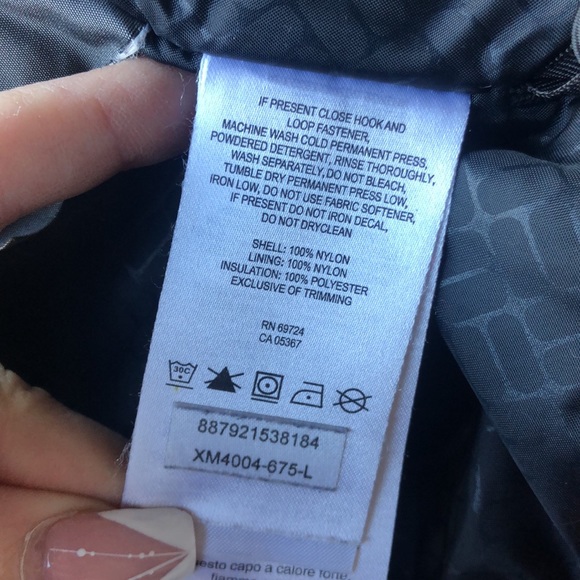 IF PRESENT CLOSE HOOK AND
LOOP FASTENER,
MACHINE WASH COLD PERMANENT PRESS,
POWDERED DETERGENT, RINSE THOROUGHLY,
WASH SEPARATELY, DO NOT BLEACH,
TUMBLE DRY PERMANENT PRESS LOW,
IRON LOW, DO NOT USE FABRIC SOFTENER,
IF PRESENT DO NOT IRON DECAL,
DO NOT DRYCLEAN
SHELL: 100% NYLON
LINING: 100% NYLON
INSULATION: 100% POLYESTER
EXCLUSIVE OF TRIMMING
RN 69724
CA 05367
30C
887921538184
XM4004-675-L
esto capo a calore